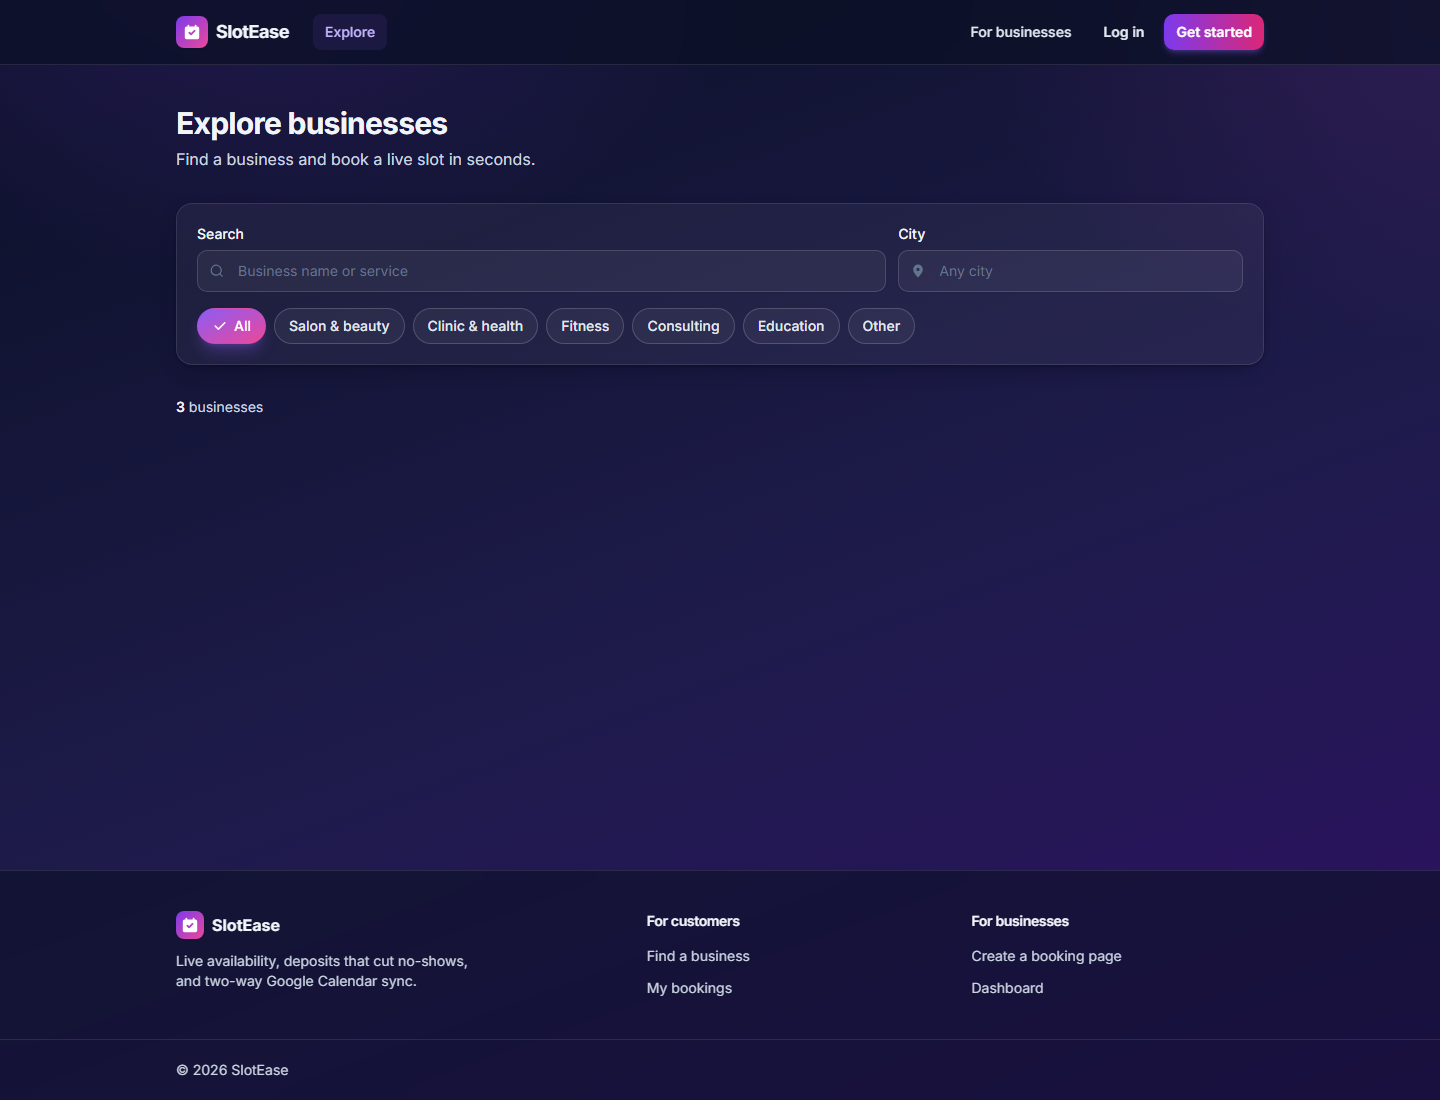 SlotEase
Explore
For businesses
Log in
Get started
Explore businesses
Find a business and book a live slot in seconds.
Search
City
Business name or service
Any city
All
Salon & beauty
Clinic & health
Fitness
Consulting
Education
Other
3 businesses
SlotEase
Live availability, deposits that cut no-shows,
and two-way Google Calendar sync.
For customers
Find a business
My bookings
For businesses
Create a booking page
Dashboard
© 2026 SlotEase